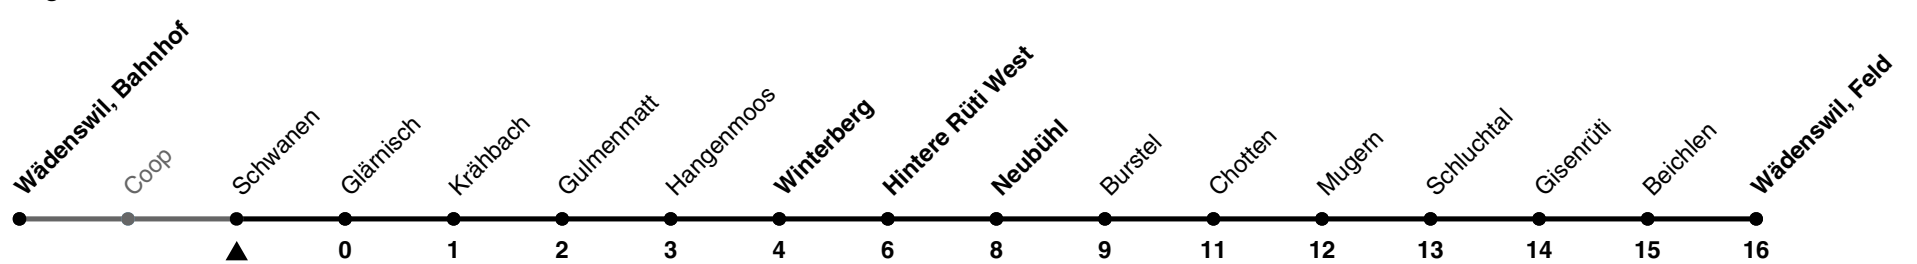 Wädenswil, Bahnhof
Coop
Schwanen
Glärnisch
Krähbach
Gulmenmatt
Hangenmoos
Winterberg
Hintere Rüti West
Neubühl
Burstel
Chotten
Mugern
Schluchtal
Gisenrüti
Beichlen
Wädenswil, Feld
0 1 2 3 4 6 8 9 11 12 13 14 15 16